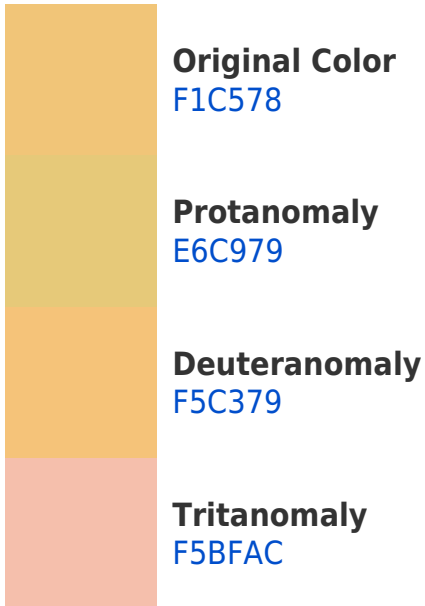 Original Color
F1C578
Protanomaly
E6C979
Deuteranomaly
F5C379
Tritanomaly
F5BFAC